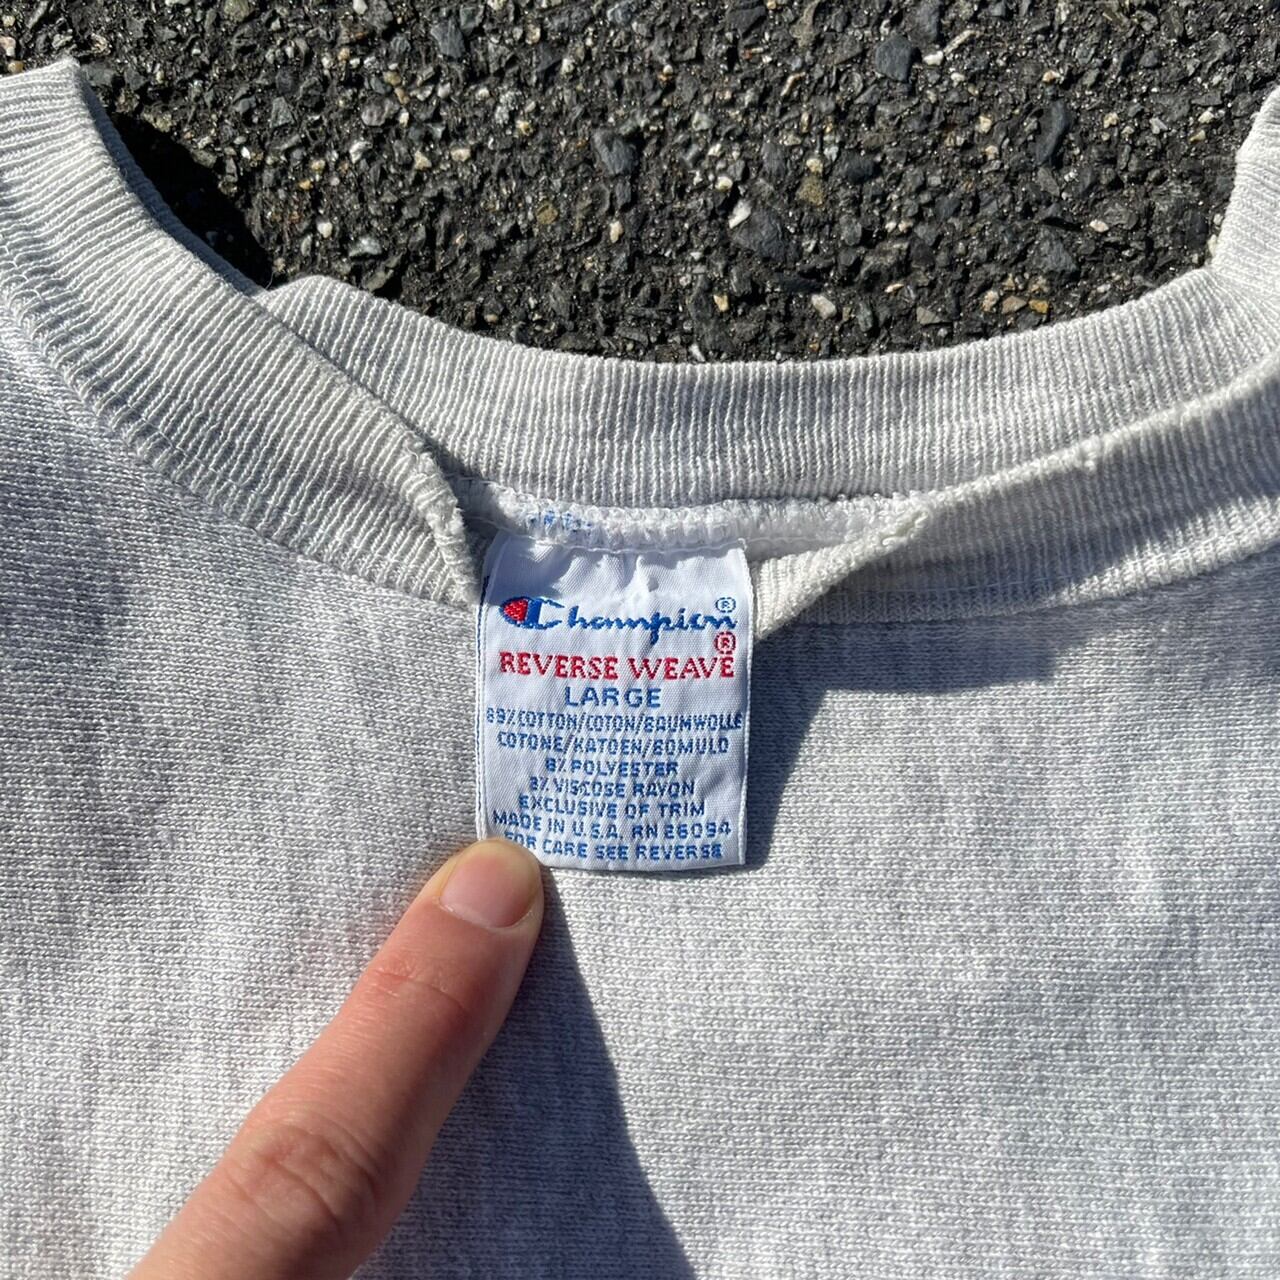 Champion®
®
REVERSE WEAVE
LARGE
89% COTTON/COTON/BAUMWOLLE
COTONE/KATOEN/BOMULD
8% POLYESTER
3% VISCOSE RAYON
EXCLUSIVE OF TRIM
MADE IN U.S.A. RN 26094
FOR CARE SEE REVERSE